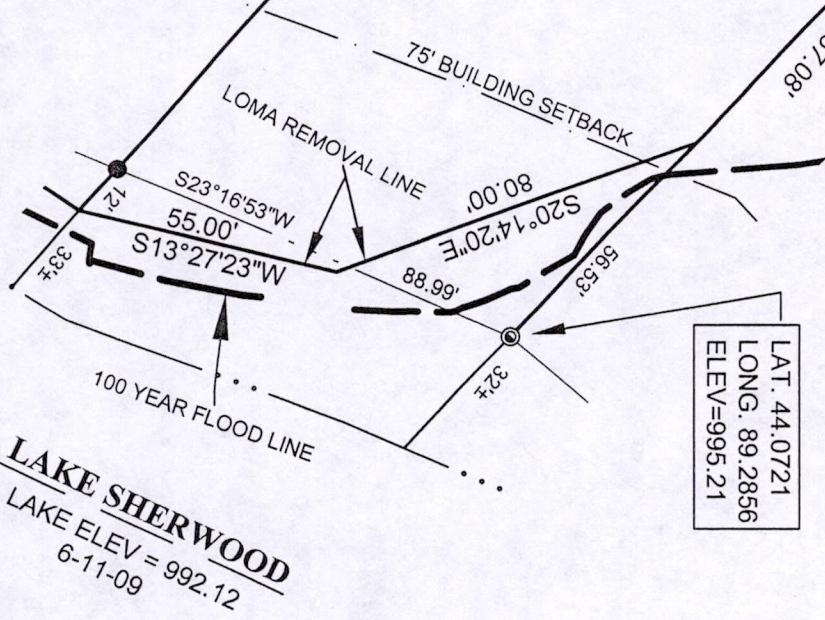 75' BUILDING SETBACK
LOMA REMOVAL LINE
S23°16'53"W
12'±
55.00'
S13°27'23"W
33'±
80.00'
S20°14'20"E
88.99'
56.53'
32'±
LAT. 44.0721
LONG. 89.2856
ELEV=995.21
100 YEAR FLOOD LINE
LAKE SHERWOOD
LAKE ELEV = 992.12
6-11-09